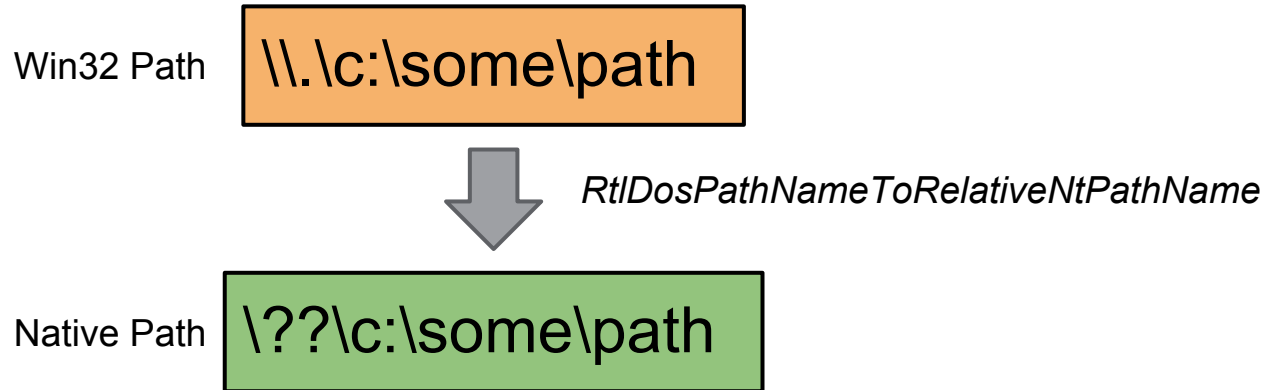 Win32 Path
\\.\c:\some\path
RtlDosPathNameToRelativeNtPathName
Native Path
\??\c:\some\path